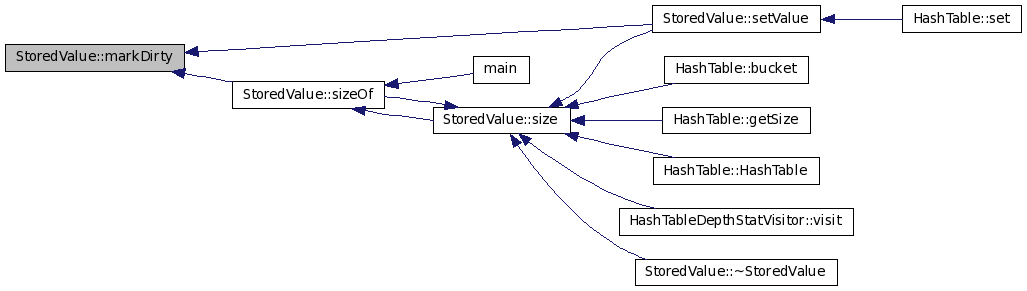 StoredValue::setValue
HashTable::set
StoredValue::markDirty
main
HashTable::bucket
StoredValue::sizeOf
StoredValue::size
HashTable::getSize
HashTable::HashTable
HashTableDepthStatVisitor::visit
StoredValue::~StoredValue